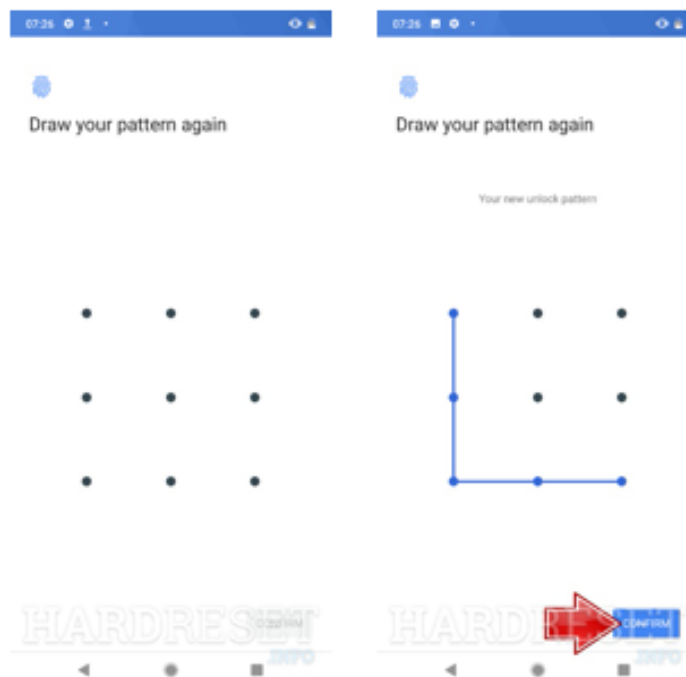 07:26
Draw your pattern again
CONFIRM
HARDRESET
.INFO
07:26
Draw your pattern again
Your new unlock pattern
CONFIRM
HARDRESET
.INFO